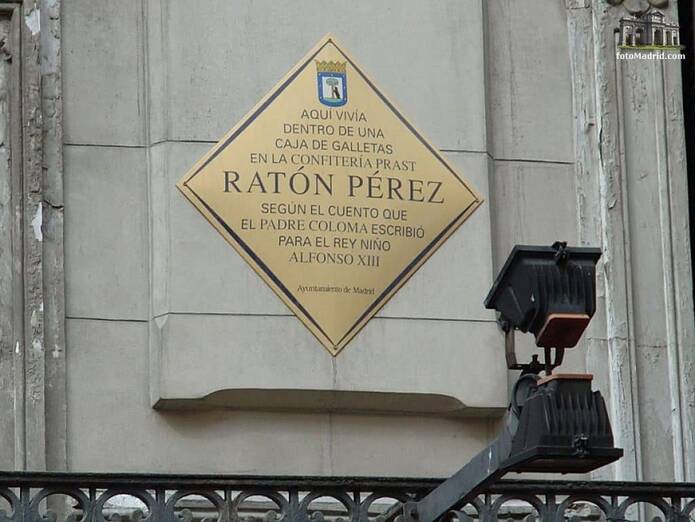 fotoMadrid.com
AQUÍ VIVÍA
DENTRO DE UNA
CAJA DE GALLETAS
EN LA CONFITERÍA PRAST
RATÓN PÉREZ
SEGÚN EL CUENTO QUE
EL PADRE COLOMA ESCRIBIÓ
PARA EL REY NIÑO
ALFONSO XIII
Ayuntamiento de Madrid